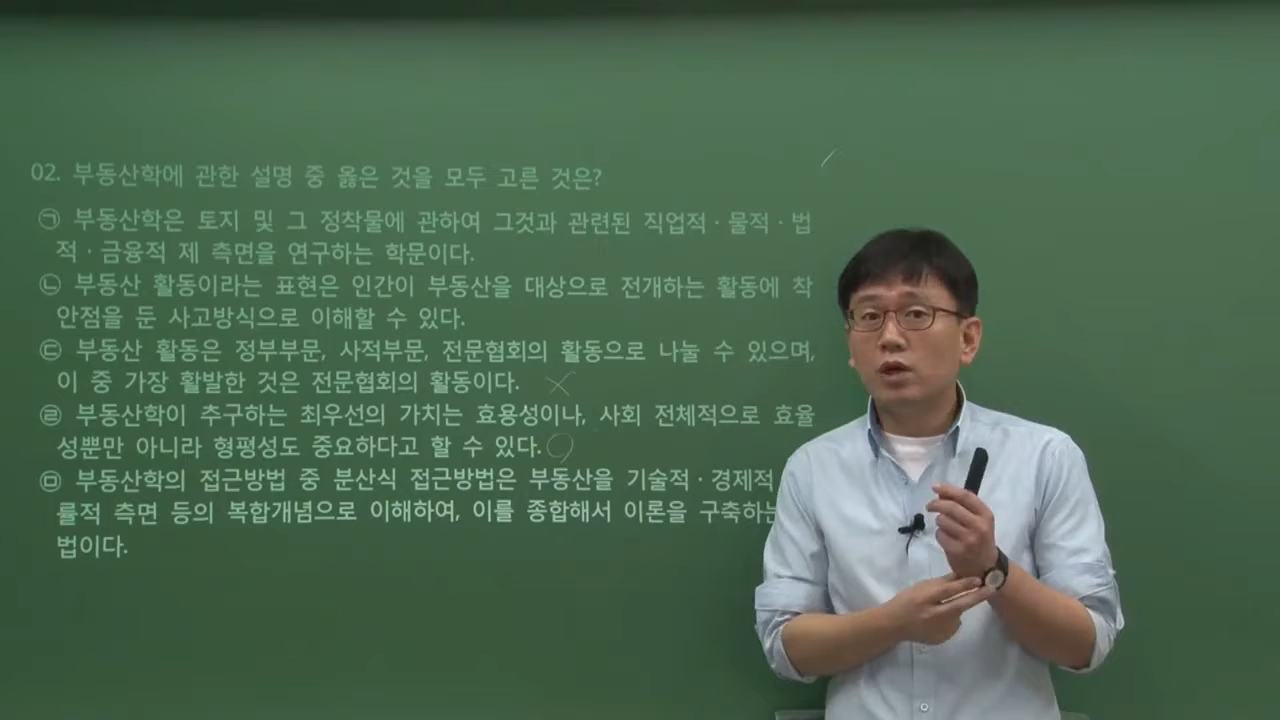 02. 부동산학에 관한 설명 중 옳은 것을 모두 고른 것은?
㉠ 부동산학은 토지 및 그 정착물에 관하여 그것과 관련된 직업적·물적·법
적·금융적 제 측면을 연구하는 학문이다.
㉡ 부동산 활동이라는 표현은 인간이 부동산을 대상으로 전개하는 활동에 착
안점을 둔 사고방식으로 이해할 수 있다.
㉢ 부동산 활동은 정부부문, 사적부문, 전문협회의 활동으로 나눌 수 있으며,
이 중 가장 활발한 것은 전문협회의 활동이다.
㉣ 부동산학이 추구하는 최우선의 가치는 효용성이나, 사회 전체적으로 효율
성뿐만 아니라 형평성도 중요하다고 할 수 있다.
㉤ 부동산학의 접근방법 중 분산식 접근방법은 부동산을 기술적·경제적
률적 측면 등의 복합개념으로 이해하여, 이를 종합해서 이론을 구축하는
법이다.